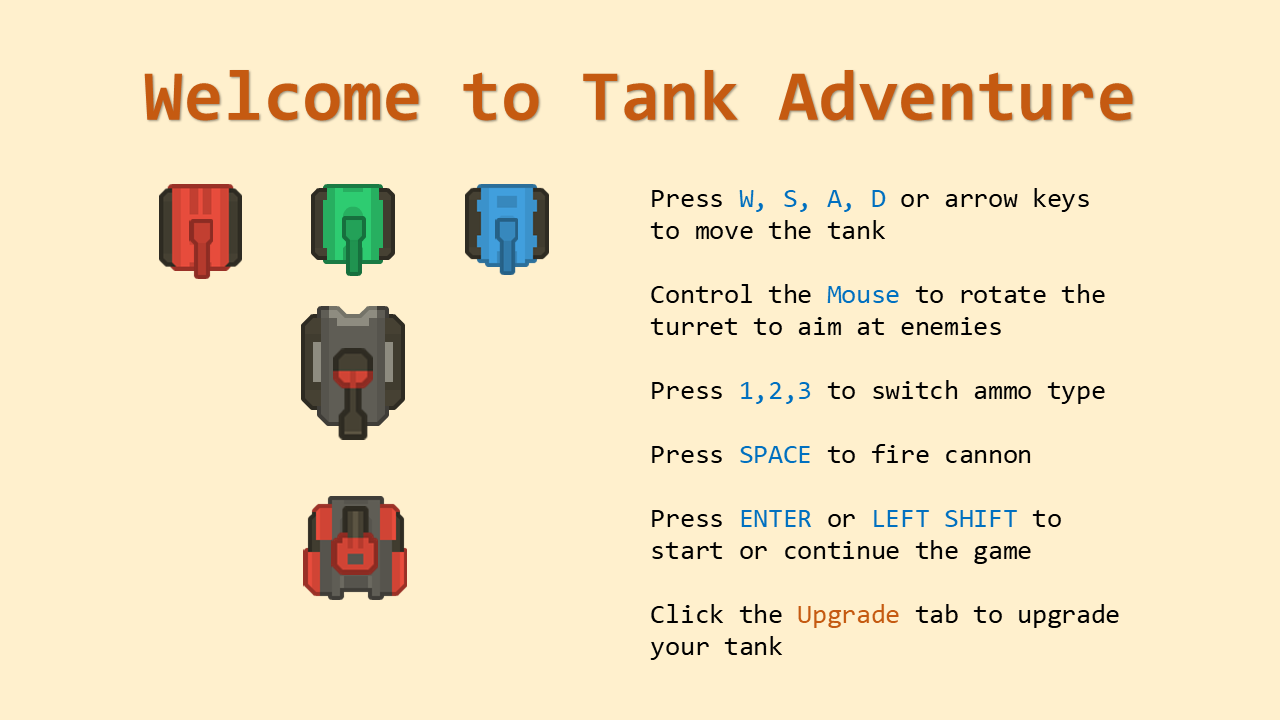 Welcome to Tank Adventure
Press W, S, A, D or arrow keys
to move the tank
Control the Mouse to rotate the
turret to aim at enemies
Press 1,2,3 to switch ammo type
Press SPACE to fire cannon
Press ENTER or LEFT SHIFT to
start or continue the game
Click the Upgrade tab to upgrade
your tank